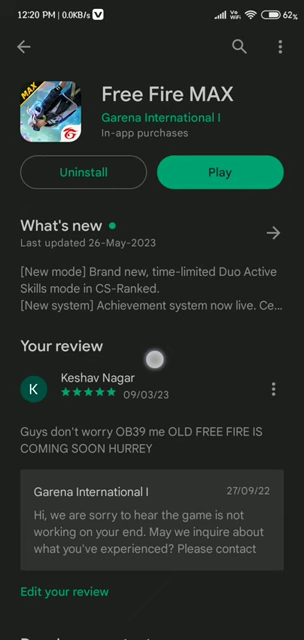 12:20 PM | 0.0KB/s V Vo WiFi 62%
MAX
Free Fire MAX
Garena International I
In-app purchases
Uninstall
Play
What's new
Last updated 26-May-2023
[New mode] Brand new, time-limited Duo Active
Skills mode in CS-Ranked.
[New system] Achievement system now live. Ce...
Your review
K
Keshav Nagar
09/03/23
Guys don't worry OB39 me OLD FREE FIRE IS
COMING SOON HURREY
Garena International I 27/09/22
Hi, we are sorry to hear the game is not
working on your end. May we inquire about
what you've experienced? Please contact
Edit your review